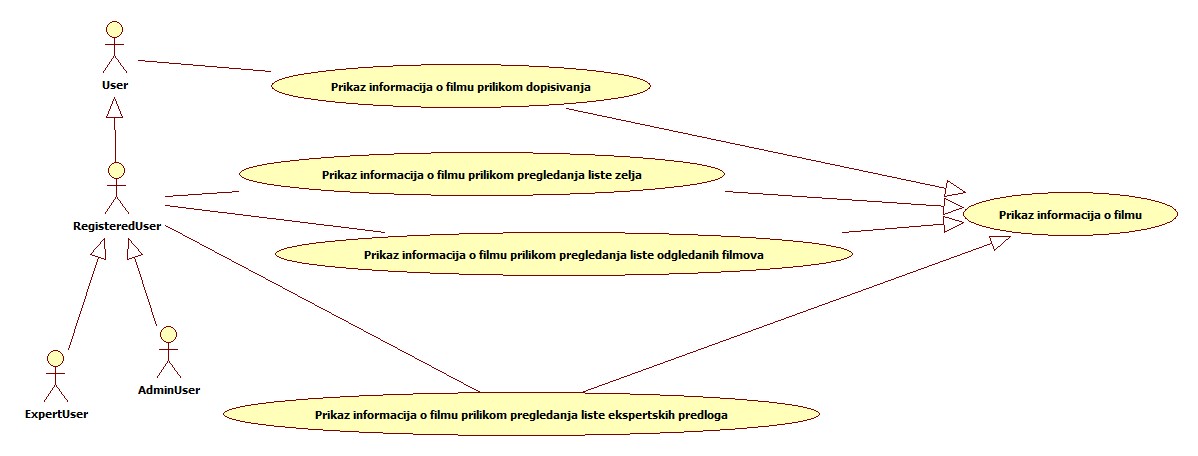 User
Prikaz informacija o filmu prilikom dopisivanja
Prikaz informacija o filmu prilikom pregledanja liste zelja
RegisteredUser
Prikaz informacija o filmu
Prikaz informacija o filmu prilikom pregledanja liste odgledanih filmova
AdminUser
ExpertUser
Prikaz informacija o filmu prilikom pregledanja liste ekspertskih predloga